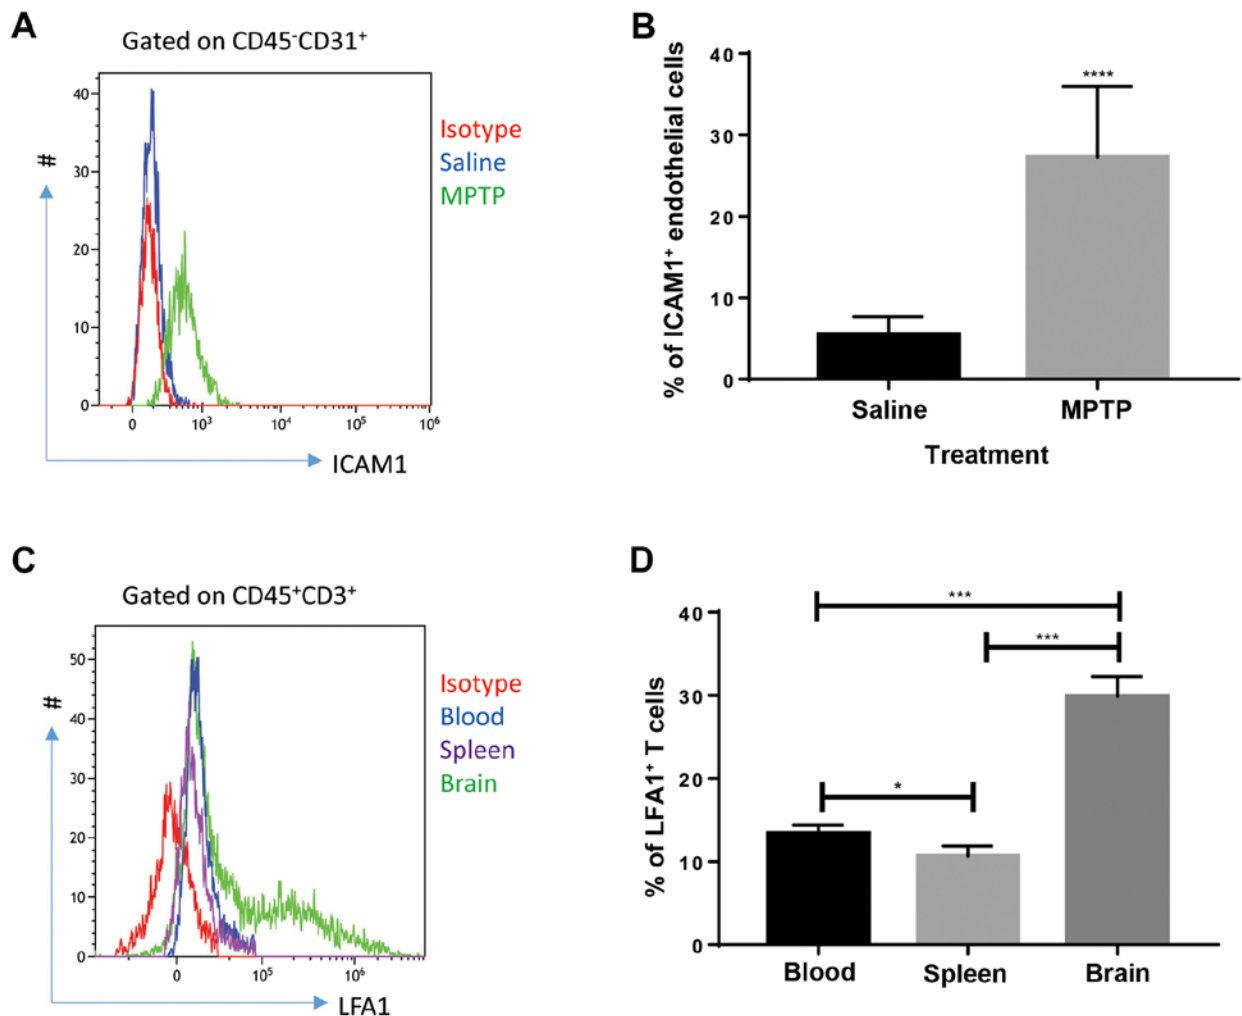 A
Gated on CD45⁻CD31⁺
40
30
20
10
0
#
0
10³
10⁴
10⁵
10⁶
ICAM1
Isotype
Saline
MPTP
B
% of ICAM1⁺ endothelial cells
40
30
20
10
0
****
Saline
MPTP
Treatment
C
Gated on CD45⁺CD3⁺
50
40
30
20
10
0
#
0
10⁵
10⁶
LFA1
Isotype
Blood
Spleen
Brain
D
% of LFA1⁺ T cells
40
30
20
10
0
***
***
*
Blood
Spleen
Brain